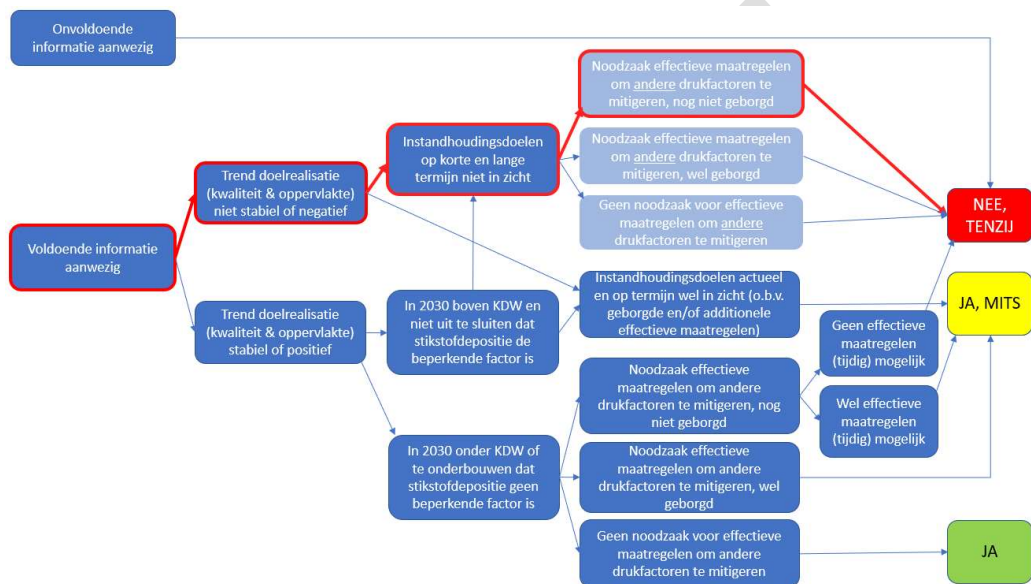 Onvoldoende
informatie aanwezig
Noodzaak effectieve maatregelen
om andere drukfactoren te
mitigeren, nog niet geborgd
Instandhoudingsdoelen
op korte en lange
termijn niet in zicht
Noodzaak effectieve maatregelen
om andere drukfactoren te
mitigeren, wel geborgd
Trend doelrealisatie
(kwaliteit & oppervlakte)
niet stabiel of negatief
Geen noodzaak voor effectieve
maatregelen om andere
drukfactoren te mitigeren
NEE,
TENZIJ
Voldoende informatie
aanwezig
Instandhoudingsdoelen actueel
en op termijn wel in zicht (o.b.v.
geborgde en/of additionele
effectieve maatregelen)
JA, MITS
Trend doelrealisatie
(kwaliteit & oppervlakte)
stabiel of positief
In 2030 boven KDW en
niet uit te sluiten dat
stikstofdepositie de
beperkende factor is
Geen effectieve
maatregelen
(tijdig) mogelijk
Noodzaak effectieve
maatregelen om andere
drukfactoren te mitigeren, nog
niet geborgd
Wel effectieve
maatregelen
(tijdig) mogelijk
In 2030 onder KDW of
te onderbouwen dat
stikstofdepositie geen
beperkende factor is
Noodzaak effectieve
maatregelen om andere
drukfactoren te mitigeren, wel
geborgd
Geen noodzaak voor effectieve
maatregelen om andere
drukfactoren te mitigeren
JA